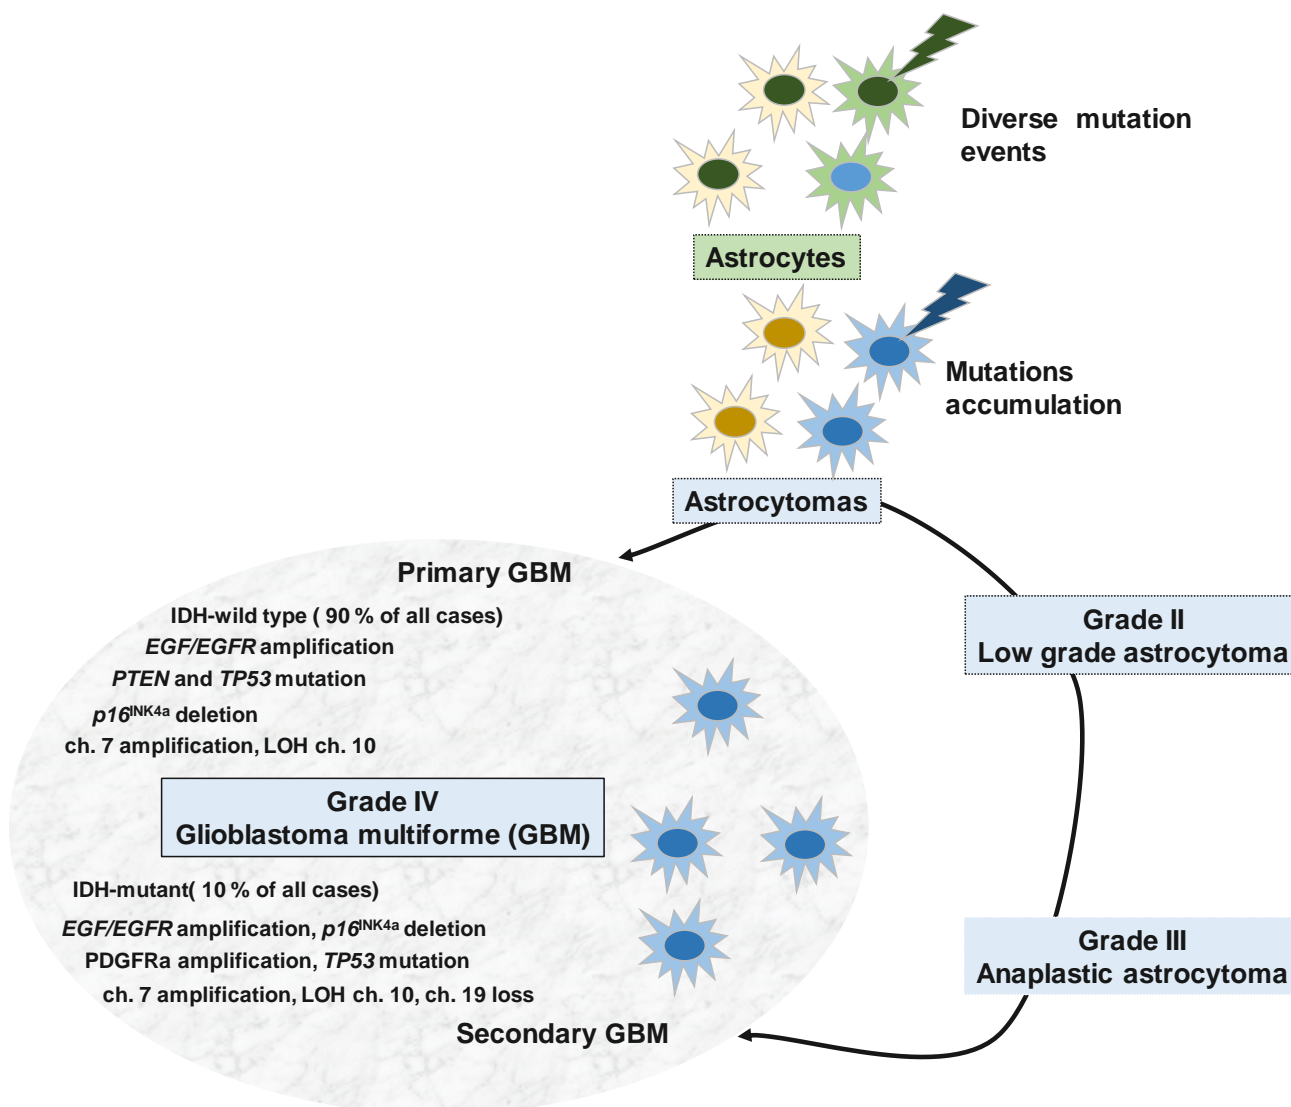 Diverse mutation
events
Astrocytes
Mutations
accumulation
Astrocytomas
Primary GBM
IDH-wild type ( 90 % of all cases)
EGF/EGFR amplification
PTEN and TP53 mutation
p16INK4a deletion
ch. 7 amplification, LOH ch. 10
Grade IV
Glioblastoma multiforme (GBM)
IDH-mutant( 10 % of all cases)
EGF/EGFR amplification, p16INK4a deletion
PDGFRa amplification, TP53 mutation
ch. 7 amplification, LOH ch. 10, ch. 19 loss
Secondary GBM
Grade II
Low grade astrocytoma
Grade III
Anaplastic astrocytoma